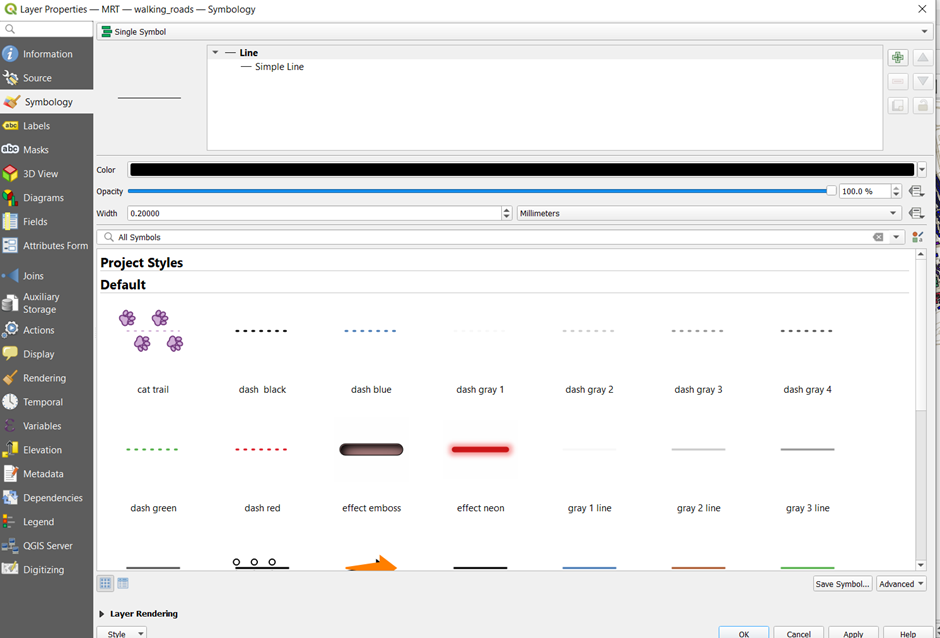 Layer Properties — MRT — walking_roads — Symbology
Single Symbol
Information
Source
Symbology
abc Labels
abc Masks
3D View
Diagrams
Fields
Attributes Form
Joins
Auxiliary
Storage
Actions
Display
Rendering
Temporal
Variables
Elevation
Metadata
Dependencies
Legend
QGIS Server
Digitizing
Line
Simple Line
Color
Opacity 100.0 %
Width 0.20000 Millimeters
All Symbols
Project Styles
Default
cat trail dash  black dash blue dash gray 1 dash gray 2 dash gray 3 dash gray 4
dash green dash red effect emboss effect neon gray 1 line gray 2 line gray 3 line
Save Symbol... Advanced
Layer Rendering
Style OK Cancel Apply Help